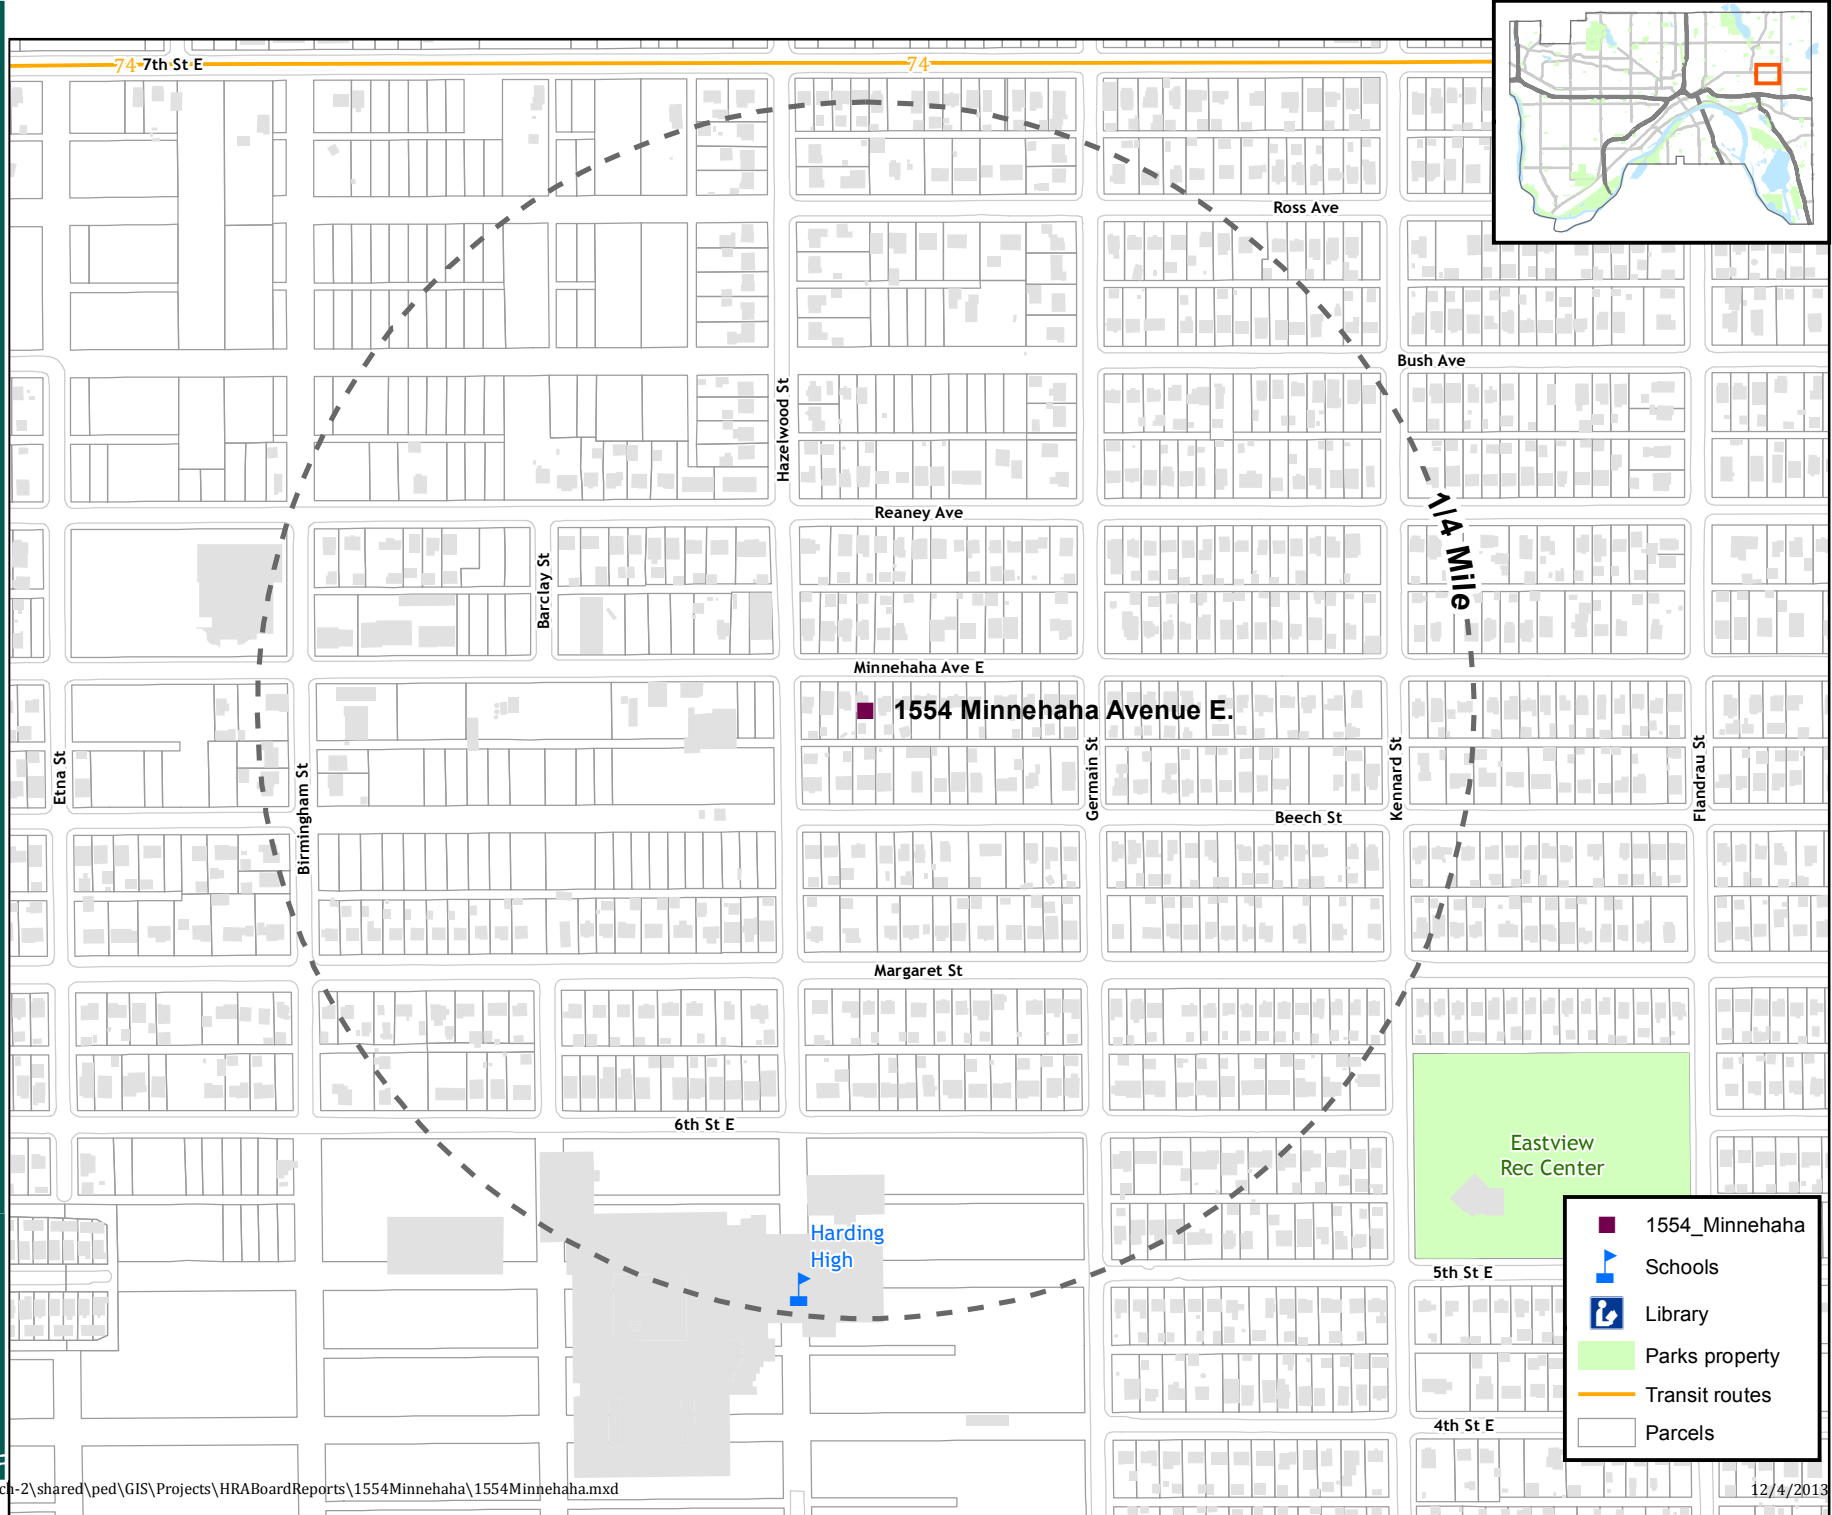 74 7th St E
74
Ross Ave
Bush Ave
Hazelwood St
Reaney Ave
1/4 Mile
Barclay St
Minnehaha Ave E
1554 Minnehaha Avenue E.
Etna St
Birmingham St
Germain St
Kennard St
Flandrau St
Beech St
Margaret St
6th St E
Eastview
Rec Center
Harding
High
5th St E
4th St E
1554_Minnehaha
Schools
Library
Parks property
Transit routes
Parcels
ch-2\shared\ped\GIS\Projects\HRABoardReports\1554Minnehaha\1554Minnehaha.mxd
12/4/2013